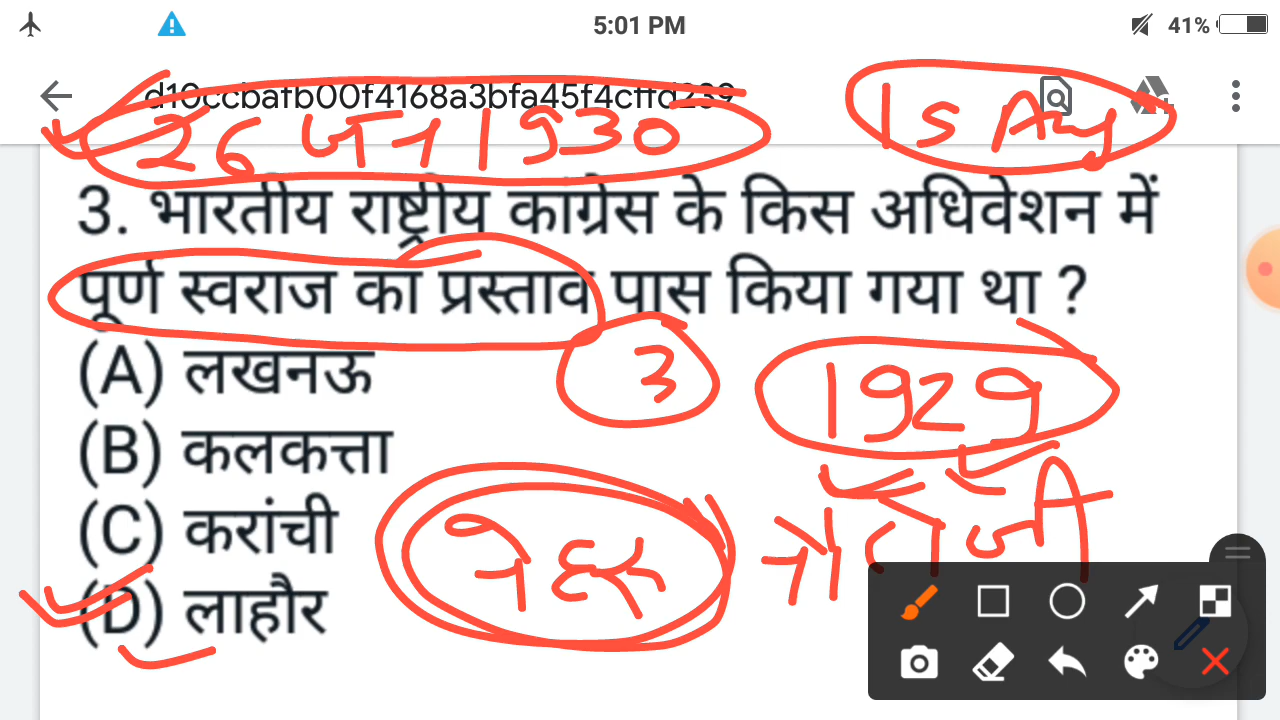 5:01 PM 41%
d10ccbafb00f4168a3bfa45f4cffd239
26 जन 1930
15 Aug
3. भारतीय राष्ट्रीय कांग्रेस के किस अधिवेशन में
पूर्ण स्वराज का प्रस्ताव पास किया गया था ?
(A) लखनऊ
3
1929
(B) कलकत्ता
(C) करांची
नेहरू
(D) लाहौर